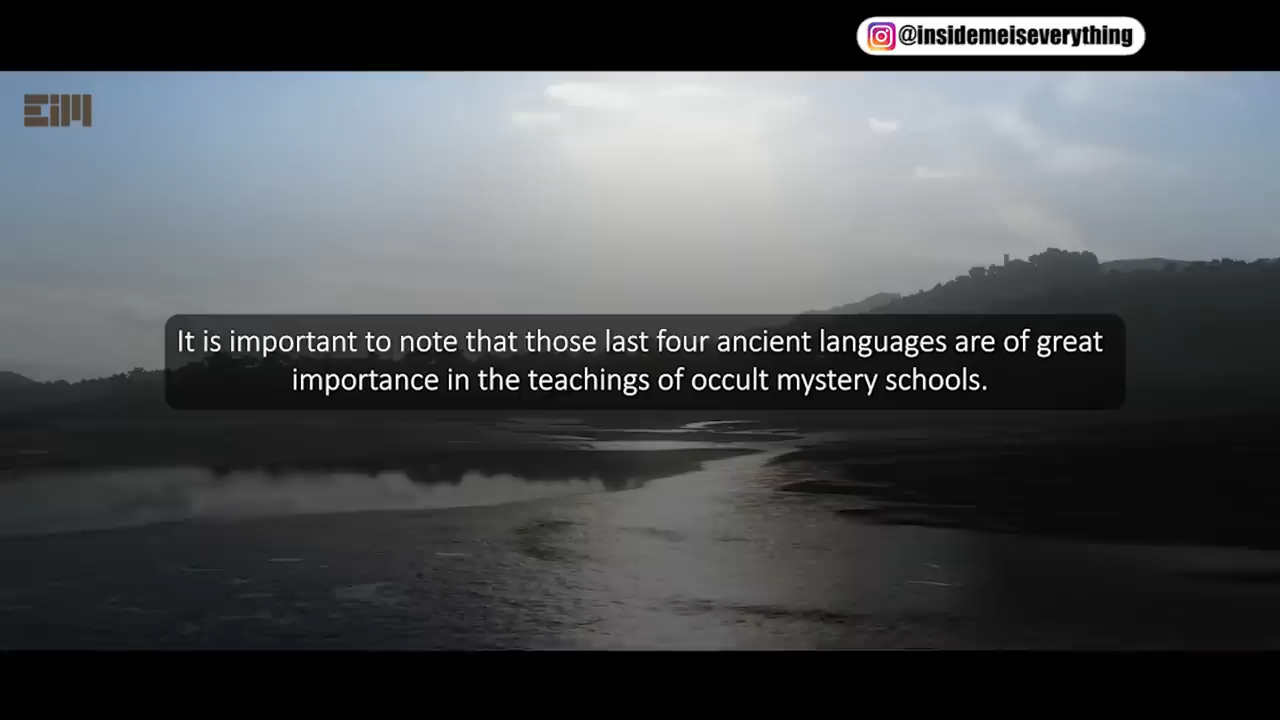 @insidemeiseverything
EiM
It is important to note that those last four ancient languages are of great
importance in the teachings of occult mystery schools.